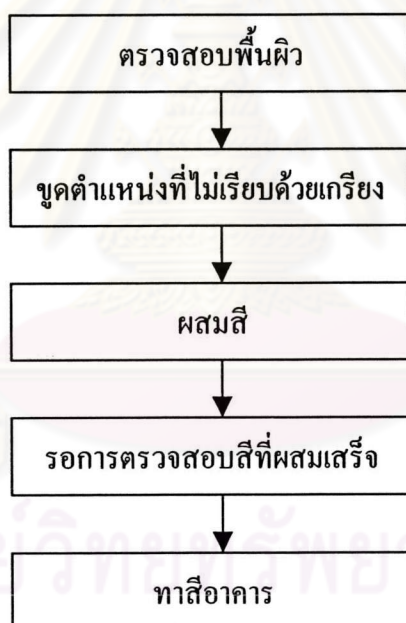 ตรวจสอบพื้นผิว
ขูดตำแหน่งที่ไม่เรียบด้วยเกรียง
ผสมสี
รอการตรวจสอบสีที่ผสมเสร็จ
ทาสีอาคาร